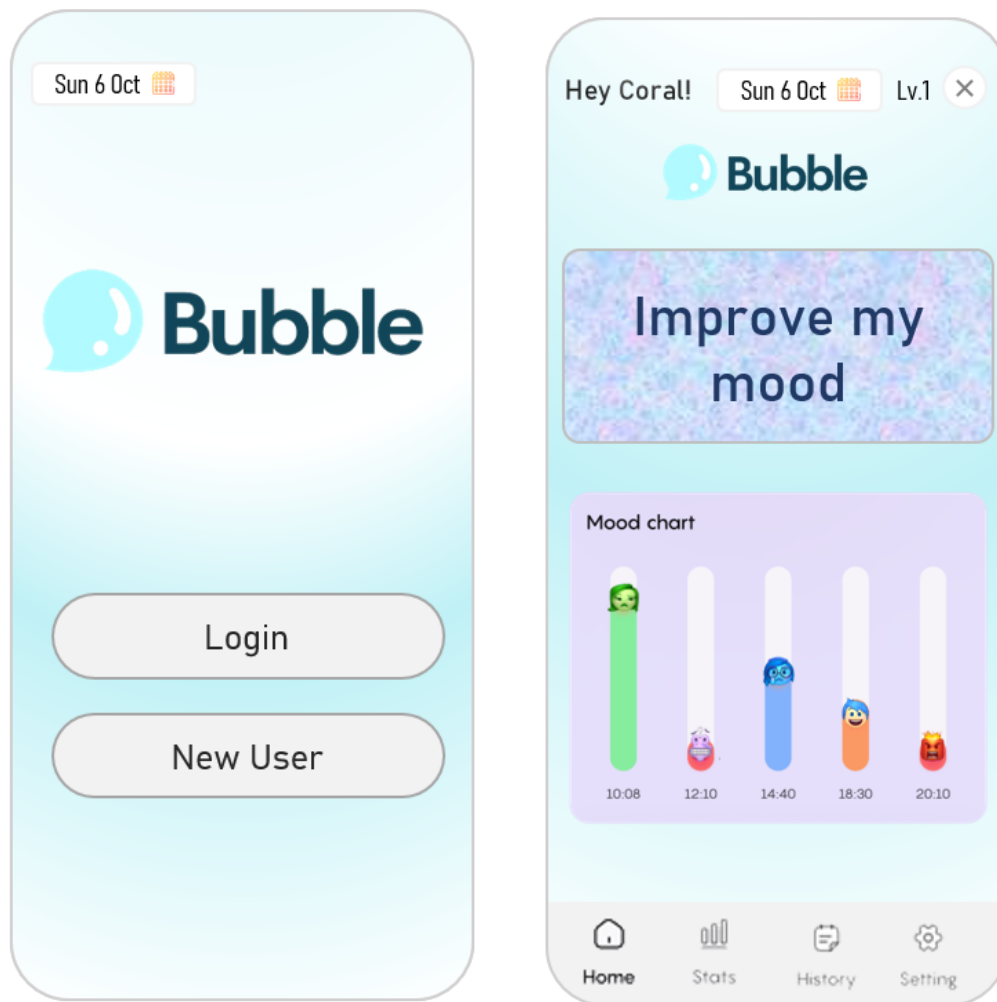 Sun 6 Oct
Bubble
Login
New User
Hey Coral! Sun 6 Oct Lv.1
Bubble
Improve my
mood
Mood chart
10:08 12:10 14:40 18:30 20:10
Home Stats History Setting